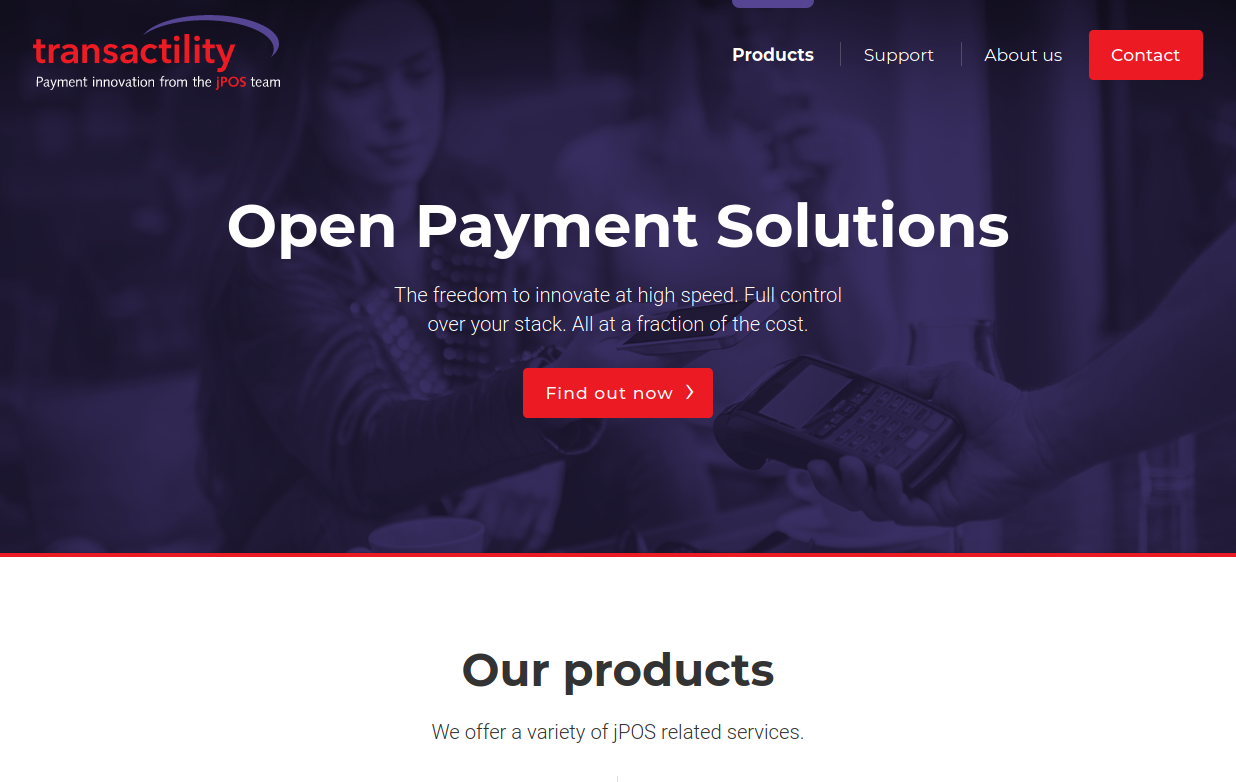 transactility
Payment innovation from the jPOS team
Products
Support
About us
Contact
Open Payment Solutions
The freedom to innovate at high speed. Full control
over your stack. All at a fraction of the cost.
Find out now
Our products
We offer a variety of jPOS related services.